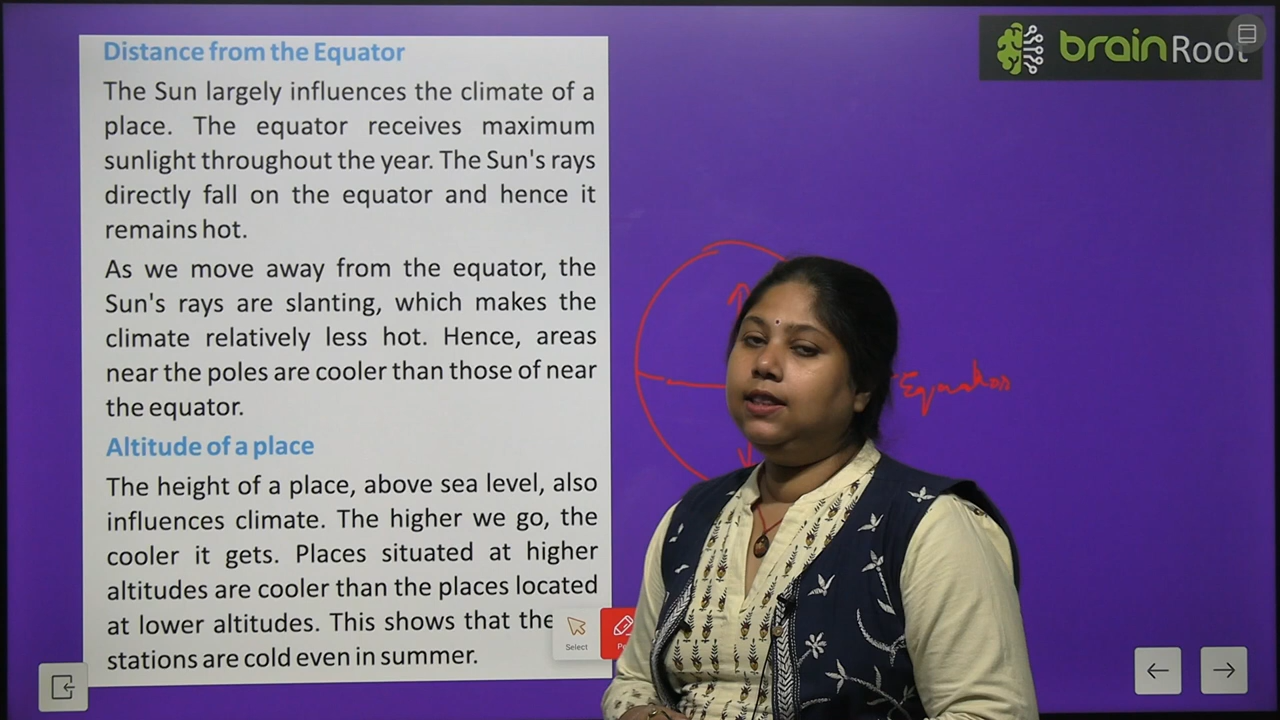 Distance from the Equator
The Sun largely influences the climate of a
place. The equator receives maximum
sunlight throughout the year. The Sun's rays
directly fall on the equator and hence it
remains hot.
As we move away from the equator, the
Sun's rays are slanting, which makes the
climate relatively less hot. Hence, areas
near the poles are cooler than those of near
the equator.
Altitude of a place
The height of a place, above sea level, also
influences climate. The higher we go, the
cooler it gets. Places situated at higher
altitudes are cooler than the places located
at lower altitudes. This shows that the
stations are cold even in summer.
brainRoot
Equator
Select